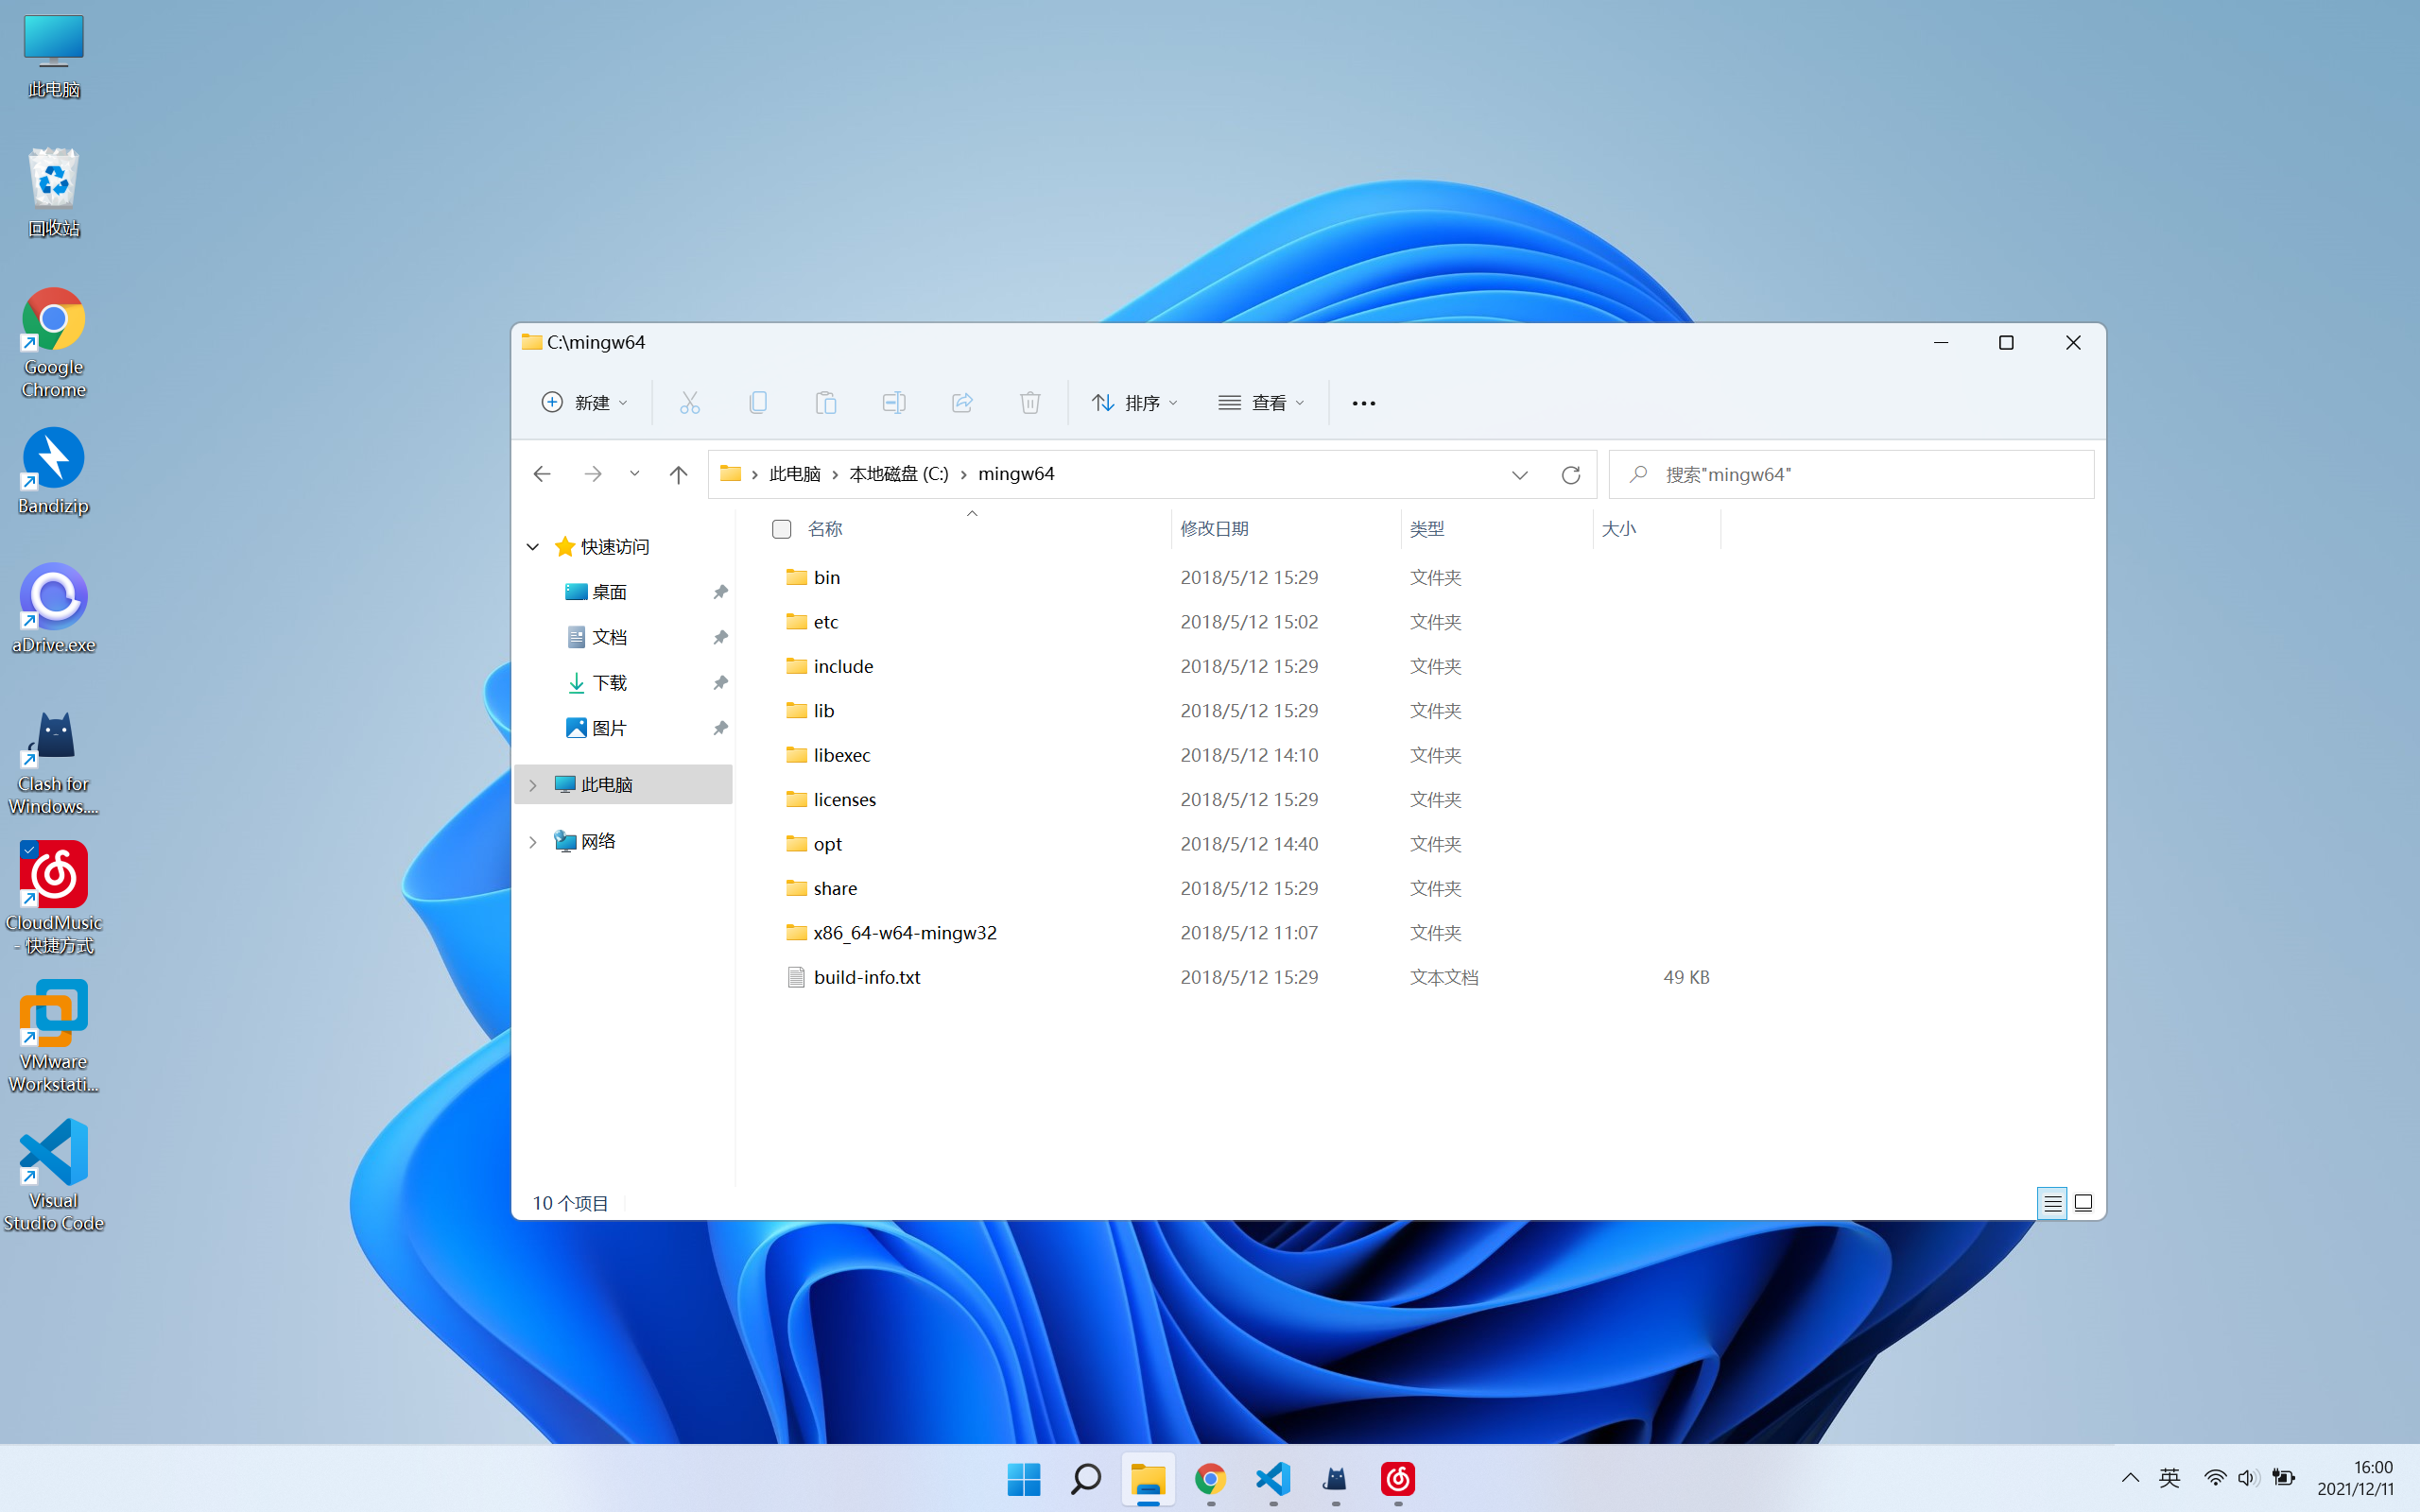 此电脑
回收站
Google
Chrome
Bandizip
aDrive.exe
Clash for
Windows....
CloudMusic
- 快捷方式
VMware
Workstati...
Visual
Studio Code
C:\mingw64
新建
排序
查看
此电脑 › 本地磁盘 (C:) › mingw64
搜索"mingw64"
快速访问
桌面
文档
下载
图片
此电脑
网络
名称 修改日期 类型 大小
bin 2018/5/12 15:29 文件夹
etc 2018/5/12 15:02 文件夹
include 2018/5/12 15:29 文件夹
lib 2018/5/12 15:29 文件夹
libexec 2018/5/12 14:10 文件夹
licenses 2018/5/12 15:29 文件夹
opt 2018/5/12 14:40 文件夹
share 2018/5/12 15:29 文件夹
x86_64-w64-mingw32 2018/5/12 11:07 文件夹
build-info.txt 2018/5/12 15:29 文本文档 49 KB
10 个项目
英
16:00
2021/12/11